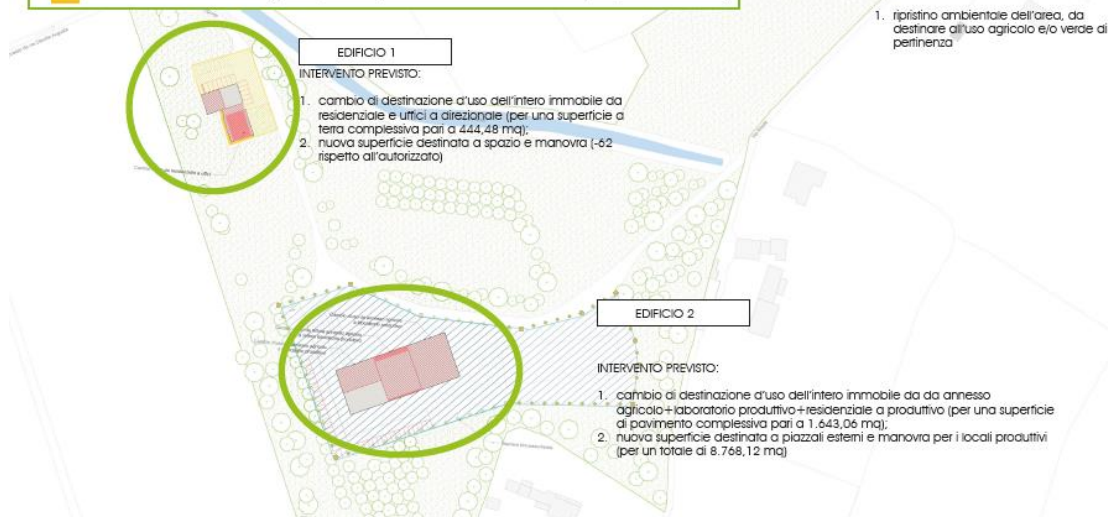 1. ripristino ambientale dell'area, da
destinare all'uso agricolo e/o verde di
pertinenza
EDIFICIO 1
INTERVENTO PREVISTO:
1. cambio di destinazione d'uso dell'intero immobile da
residenziale e uffici a direzionale (per una superficie a
terra complessiva pari a 444,48 mq);
2. nuova superficie destinata a spazio e manovra (-62
rispetto all'autorizzato)
EDIFICIO 2
INTERVENTO PREVISTO:
1. cambio di destinazione d'uso dell'intero immobile da da annesso
agricolo+laboratorio produttivo+residenziale a produttivo (per una superficie
di pavimento complessiva pari a 1.643,06 mq);
2. nuova superficie destinata a piazzali esterni e manovra per i locali produttivi
(per un totale di 8.768,12 mq)